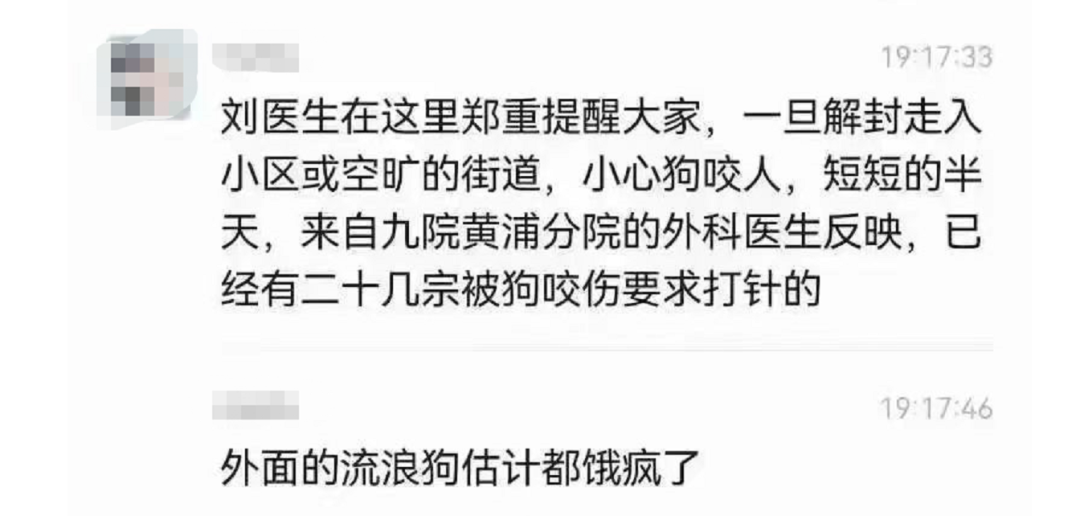 19:17:33
刘医生在这里郑重提醒大家，一旦解封走入
小区或空旷的街道，小心狗咬人，短短的半
天，来自九院黄浦分院的外科医生反映，已
经有二十几宗被狗咬伤要求打针的
19:17:46
外面的流浪狗估计都饿疯了